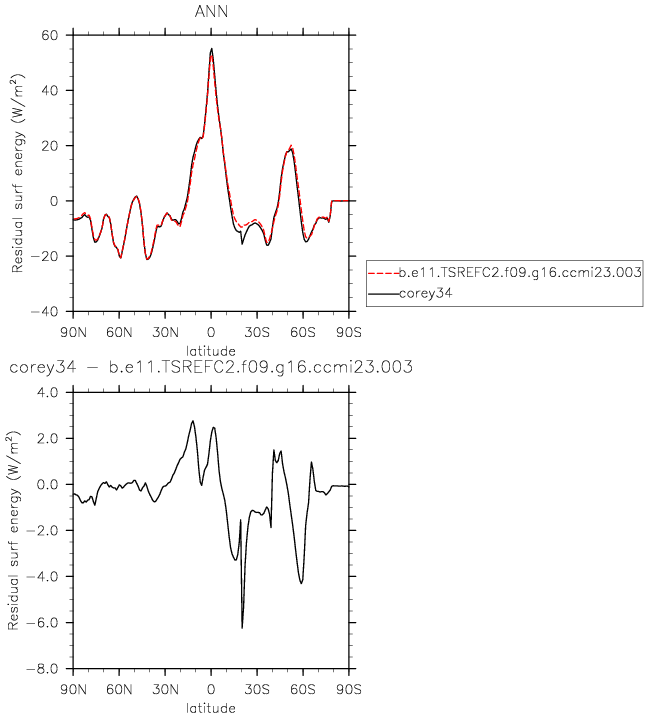 ANN
Residual surf energy (W/m²)
60
40
20
0
−20
−40
90N 60N 30N 0 30S 60S 90S
latitude
b.e11.TSREFC2.f09.g16.ccmi23.003
corey34
corey34 − b.e11.TSREFC2.f09.g16.ccmi23.003
Residual surf energy (W/m²)
4.0
2.0
0.0
−2.0
−4.0
−6.0
−8.0
90N 60N 30N 0 30S 60S 90S
latitude